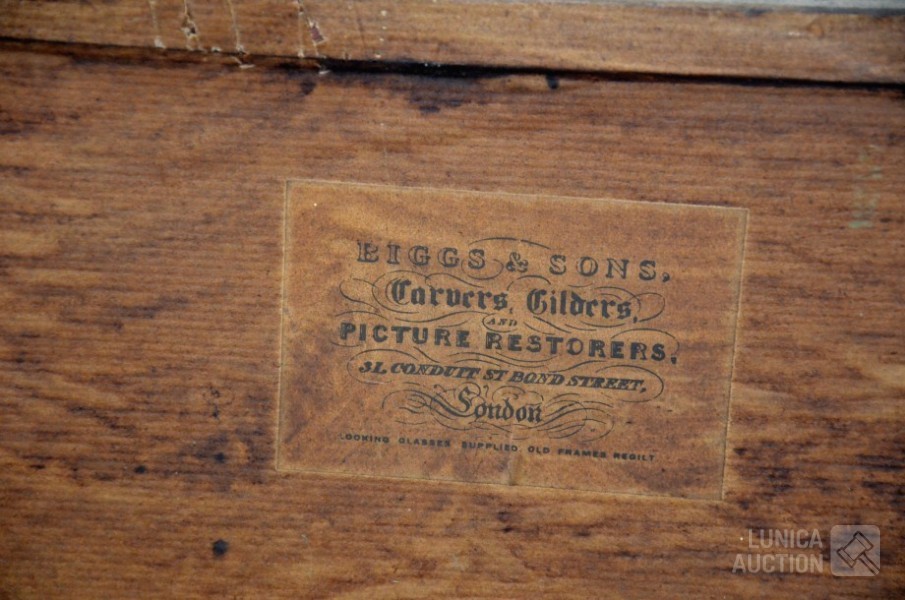 BIGGS & SONS,
Carvers, Gilders,
AND
PICTURE RESTORERS,
31, CONDUIT ST BOND STREET,
London
LOOKING GLASSES SUPPLIED. OLD FRAMES REGILT.
LUNICA
AUCTION